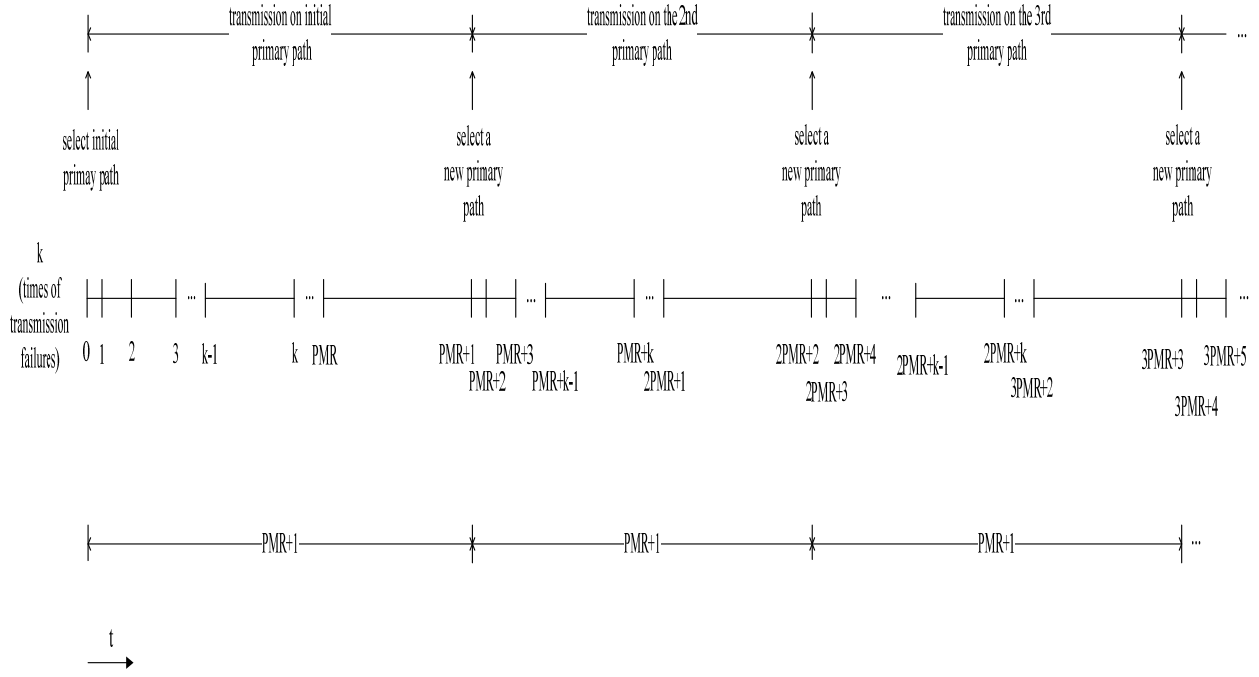 transmission on initial
primary path
transmission on the 2nd
primary path
transmission on the 3rd
primary path
...
select initial
primay path
select a
new primary
path
select a
new primary
path
select a
new primary
path
k
(times of
transmission
failures)
... ... ... ... ... ... ...
0 1 2 3 k-1 k PMR PMR+1 PMR+3 PMR+k 2PMR+2 2PMR+4 2PMR+k-1 2PMR+k 3PMR+3 3PMR+5
PMR+2 PMR+k-1 2PMR+1 2PMR+3 3PMR+2
3PMR+4
PMR+1 PMR+1 PMR+1 ...
t